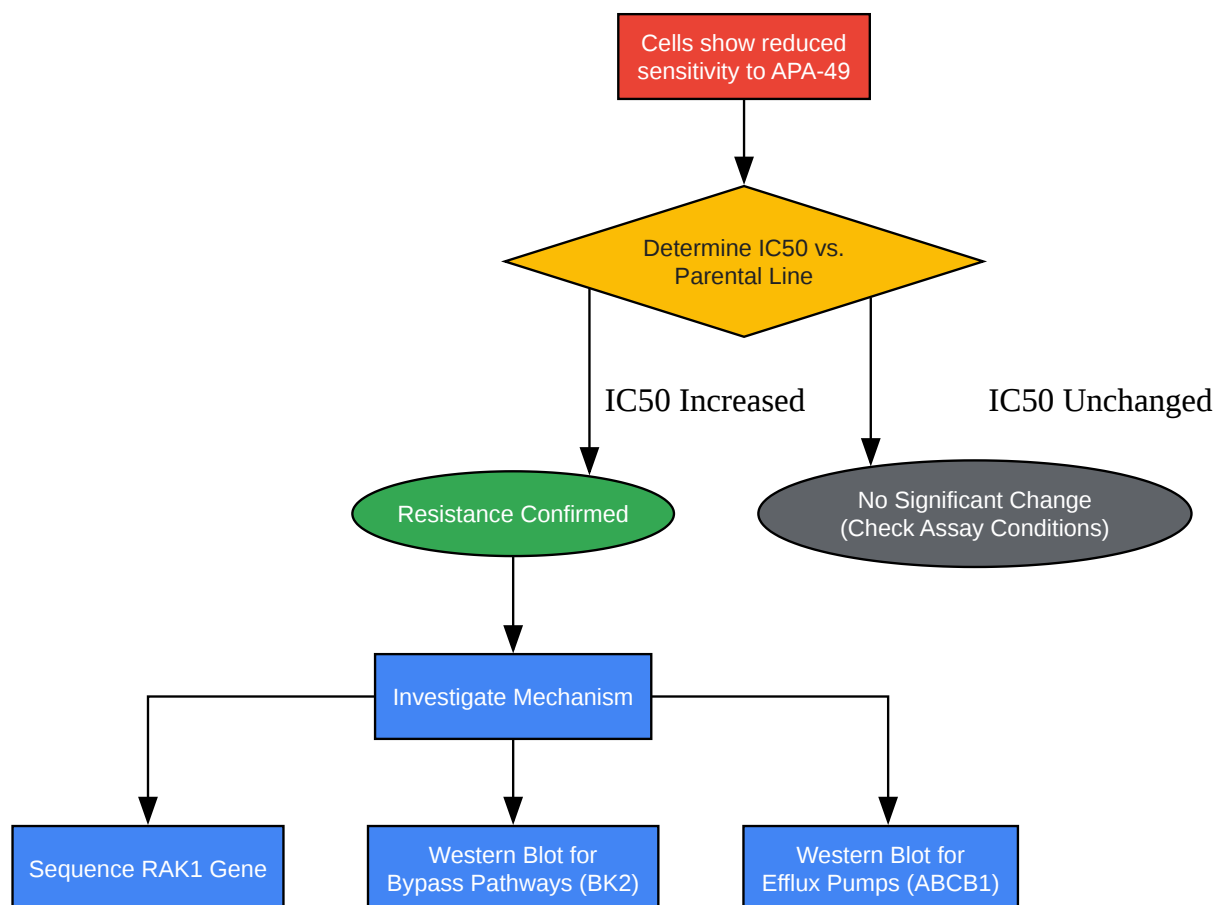 Cells show reduced
sensitivity to APA-49
Determine IC50 vs.
Parental Line
IC50 Increased
IC50 Unchanged
Resistance Confirmed
No Significant Change
(Check Assay Conditions)
Investigate Mechanism
Sequence RAK1 Gene
Western Blot for
Bypass Pathways (BK2)
Western Blot for
Efflux Pumps (ABCB1)